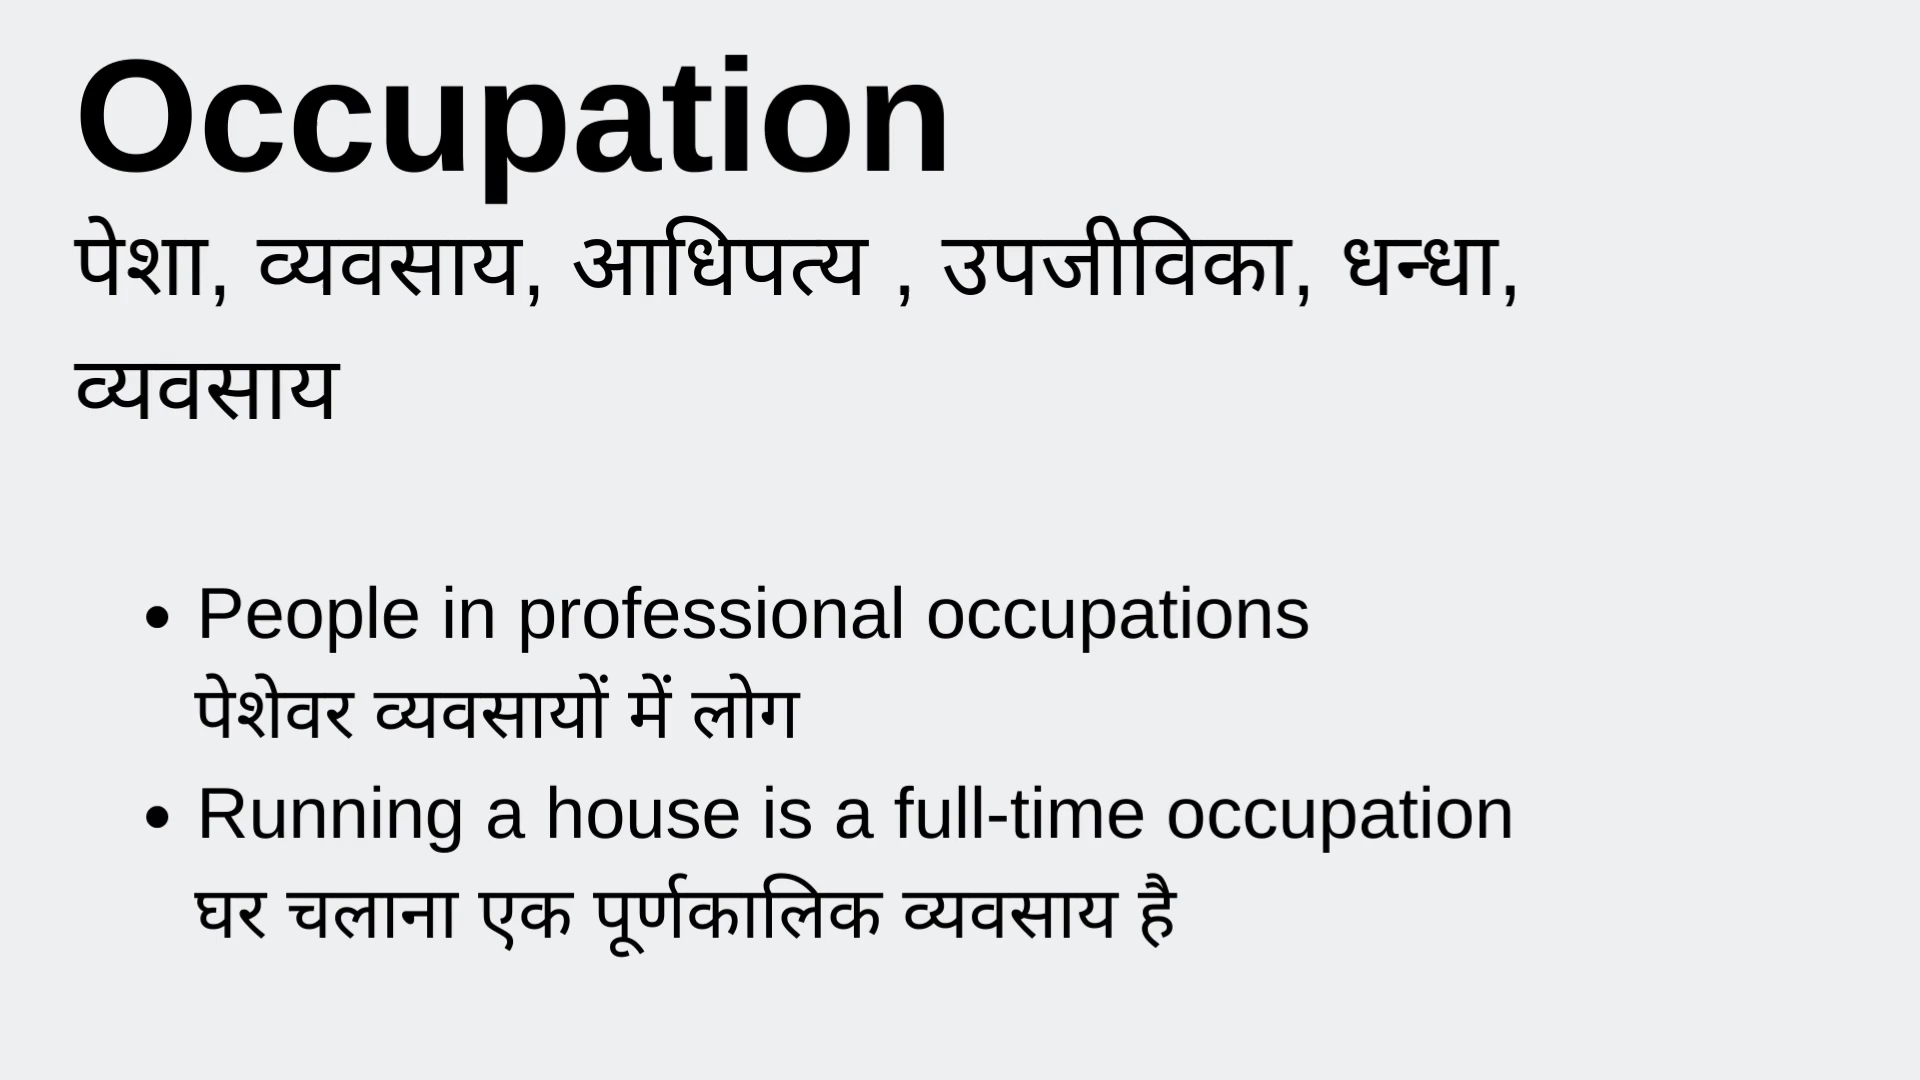 Occupation
पेशा, व्यवसाय, आधिपत्य , उपजीविका, धन्धा,
व्यवसाय
• People in professional occupations
पेशेवर व्यवसायों में लोग
• Running a house is a full-time occupation
घर चलाना एक पूर्णकालिक व्यवसाय है